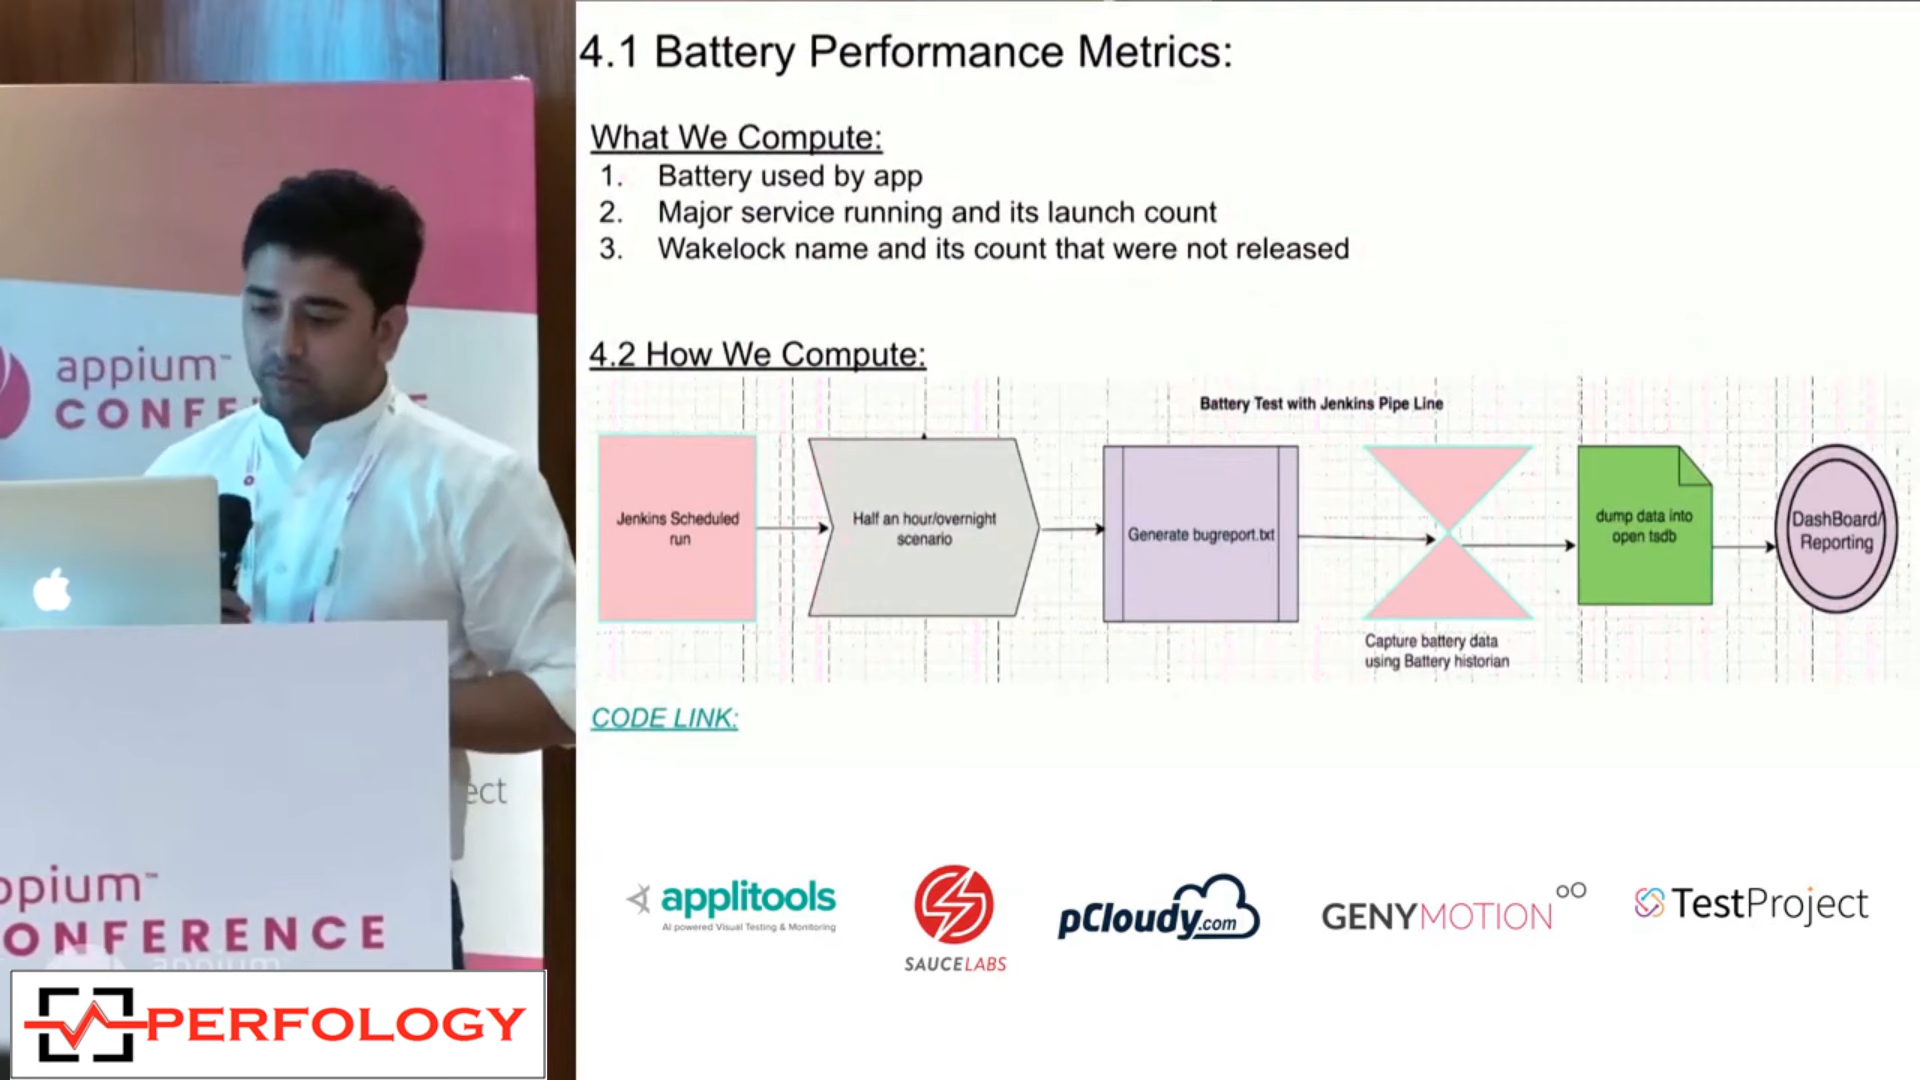 4.1 Battery Performance Metrics:
What We Compute:
1. Battery used by app
2. Major service running and its launch count
3. Wakelock name and its count that were not released
4.2 How We Compute:
Battery Test with Jenkins Pipe Line
Jenkins Scheduled
run
Half an hour/overnight
scenario
Generate bugreport.txt
Capture battery data
using Battery historian
dump data into
open tsdb
DashBoard/
Reporting
CODE LINK:
applitools
AI powered Visual Testing & Monitoring
SAUCELABS
pCloudy.com
GENYMOTION
TestProject
appium™
CONFE E
ect
ppium™
ONFERENCE
appium
PERFOLOGY